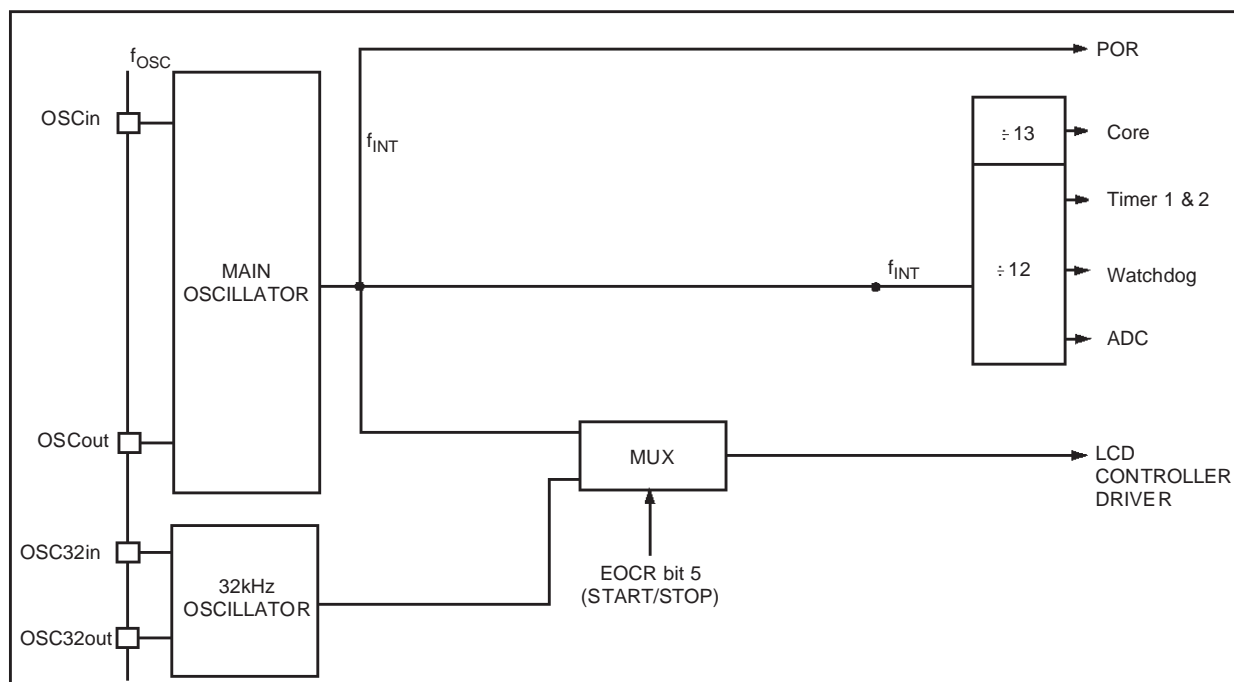 fOSC
POR
OSCin
÷13
Core
fINT
Timer 1 & 2
MAIN
OSCILLATOR
fINT
÷12
Watchdog
ADC
OSCout
MUX
LCD
CONTROLLER
DRIVER
OSC32in
32kHz
OSCILLATOR
EOCR bit 5
(START/STOP)
OSC32out